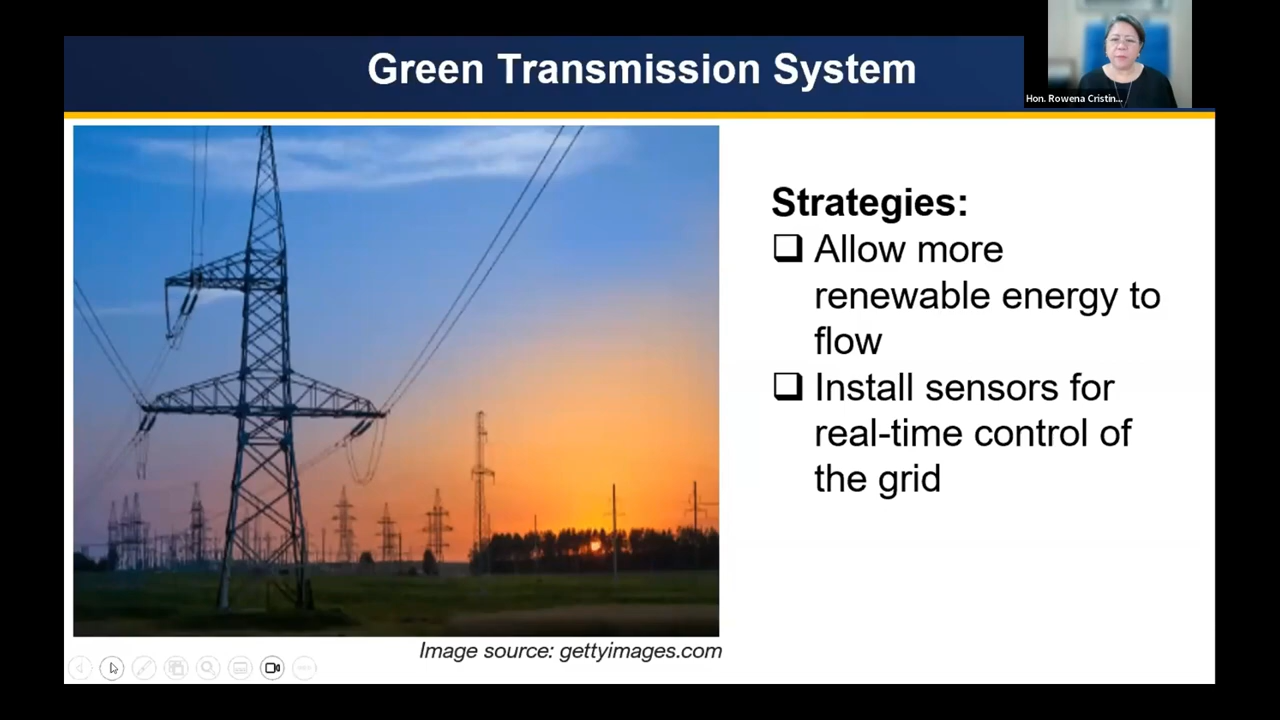 Green Transmission System
Hon. Rowena Cristin...
Strategies:
❑ Allow more
renewable energy to
flow
❑ Install sensors for
real-time control of
the grid
Image source: gettyimages.com